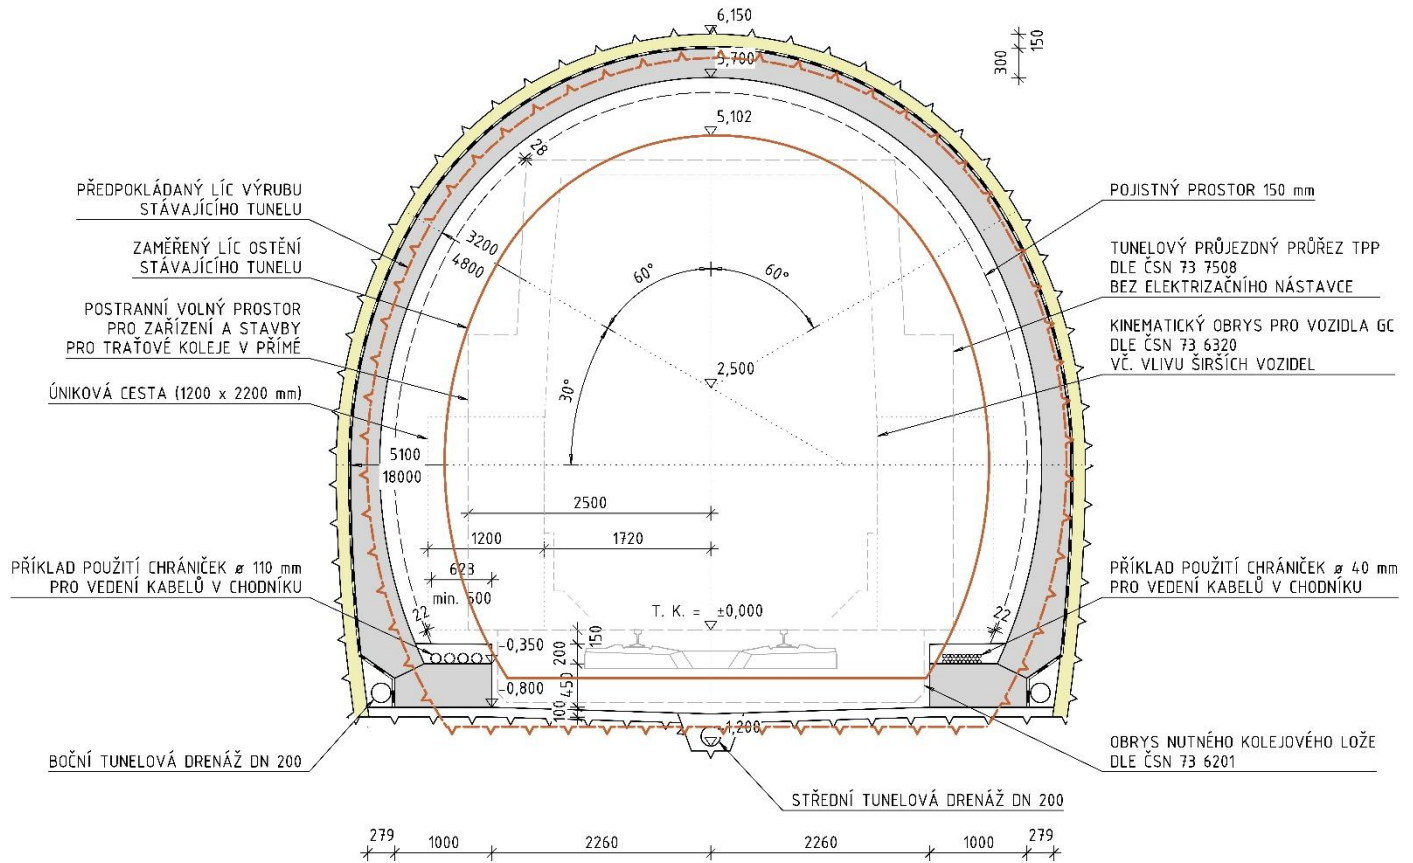 6,150
150
300
5,700
5,102
28
PŘEDPOKLÁDANÝ LÍC VÝRUBU
STÁVAJÍCÍHO TUNELU
ZAMĚŘENÝ LÍC OSTĚNÍ
STÁVAJÍCÍHO TUNELU
POSTRANNÍ VOLNÝ PROSTOR
PRO ZAŘÍZENÍ A STAVBY
PRO TRAŤOVÉ KOLEJE V PŘÍMÉ
ÚNIKOVÁ CESTA (1200 x 2200 mm)
3200
4800
60°
60°
30°
2,500
POJISTNÝ PROSTOR 150 mm
TUNELOVÝ PRŮJEZDNÝ PRŮŘEZ TPP
DLE ČSN 73 7508
BEZ ELEKTRIZAČNÍHO NÁSTAVCE
KINEMATICKÝ OBRYS PRO VOZIDLA GC
DLE ČSN 73 6320
VČ. VLIVU ŠIRŠÍCH VOZIDEL
5100
18000
2500
1200
1720
623
min. 500
PŘÍKLAD POUŽITÍ CHRÁNIČEK ø 110 mm
PRO VEDENÍ KABELŮ V CHODNÍKU
PŘÍKLAD POUŽITÍ CHRÁNIČEK ø 40 mm
PRO VEDENÍ KABELŮ V CHODNÍKU
22
22
T. K. = ±0,000
-0,350
150
200
450
100
-0,800
-1,200
BOČNÍ TUNELOVÁ DRENÁŽ DN 200
OBRYS NUTNÉHO KOLEJOVÉHO LOŽE
DLE ČSN 73 6201
STŘEDNÍ TUNELOVÁ DRENÁŽ DN 200
279
1000
2260
2260
1000
279